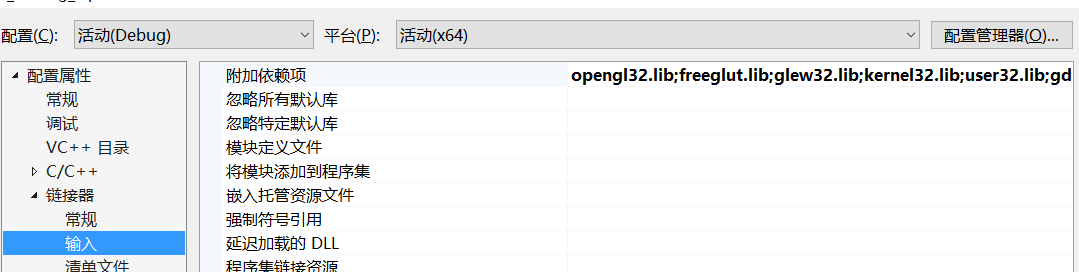 配置(C): 活动(Debug) 平台(P): 活动(x64) 配置管理器(O)...
配置属性
常规
调试
VC++ 目录
C/C++
链接器
常规
输入
清单文件
附加依赖项 opengl32.lib;freeglut.lib;glew32.lib;kernel32.lib;user32.lib;gd
忽略所有默认库
忽略特定默认库
模块定义文件
将模块添加到程序集
嵌入托管资源文件
强制符号引用
延迟加载的 DLL
程序集链接资源